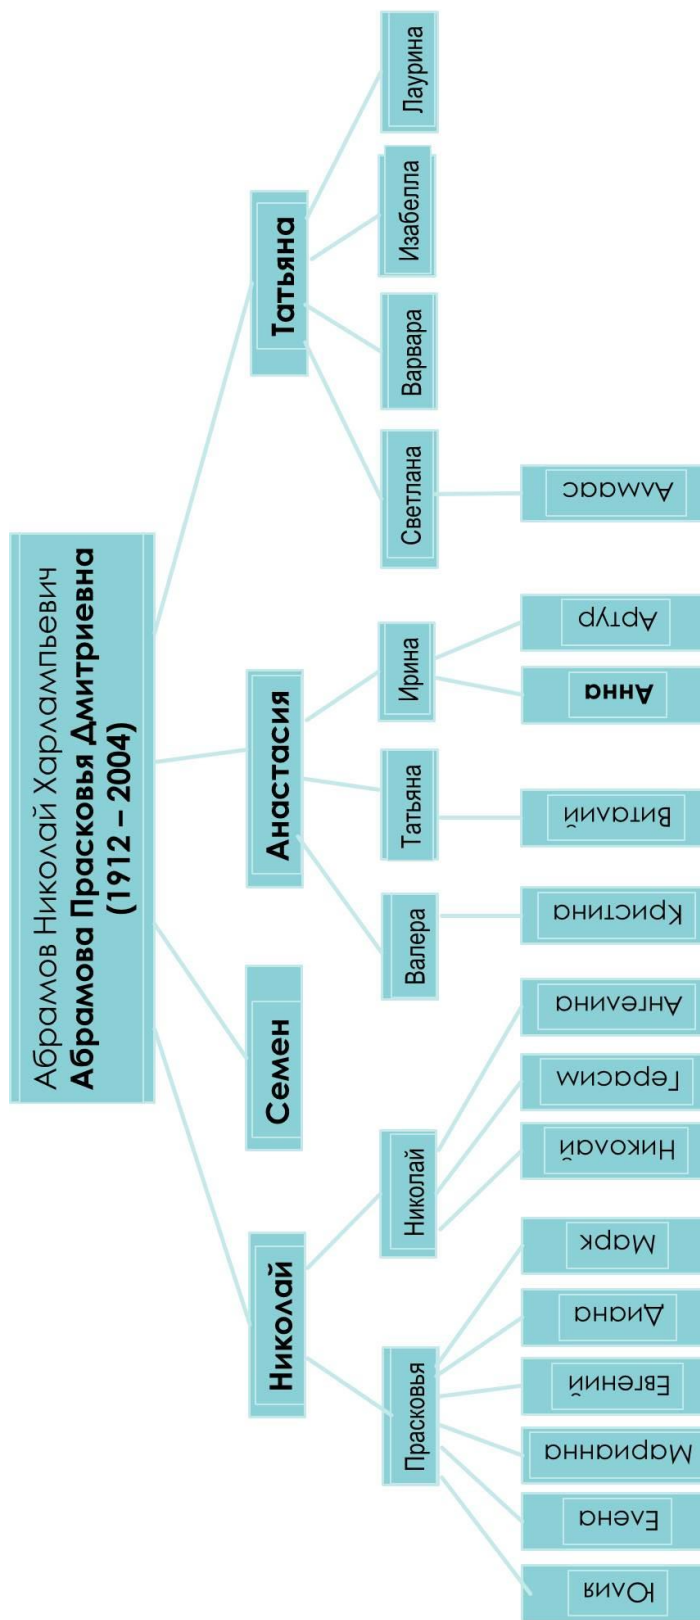 Абрамов Николай Харлампьевич
Абрамова Прасковья Дмитриевна
(1912 – 2004)
Николай
Семен
Анастасия
Татьяна
Прасковья
Николай
Валера
Татьяна
Ирина
Светлана
Варвара
Изабелла
Лаурина
Юлия
Елена
Марианна
Евгений
Диана
Марк
Николай
Герасим
Ангелина
Кристина
Виталий
Анна
Артур
Алмаас